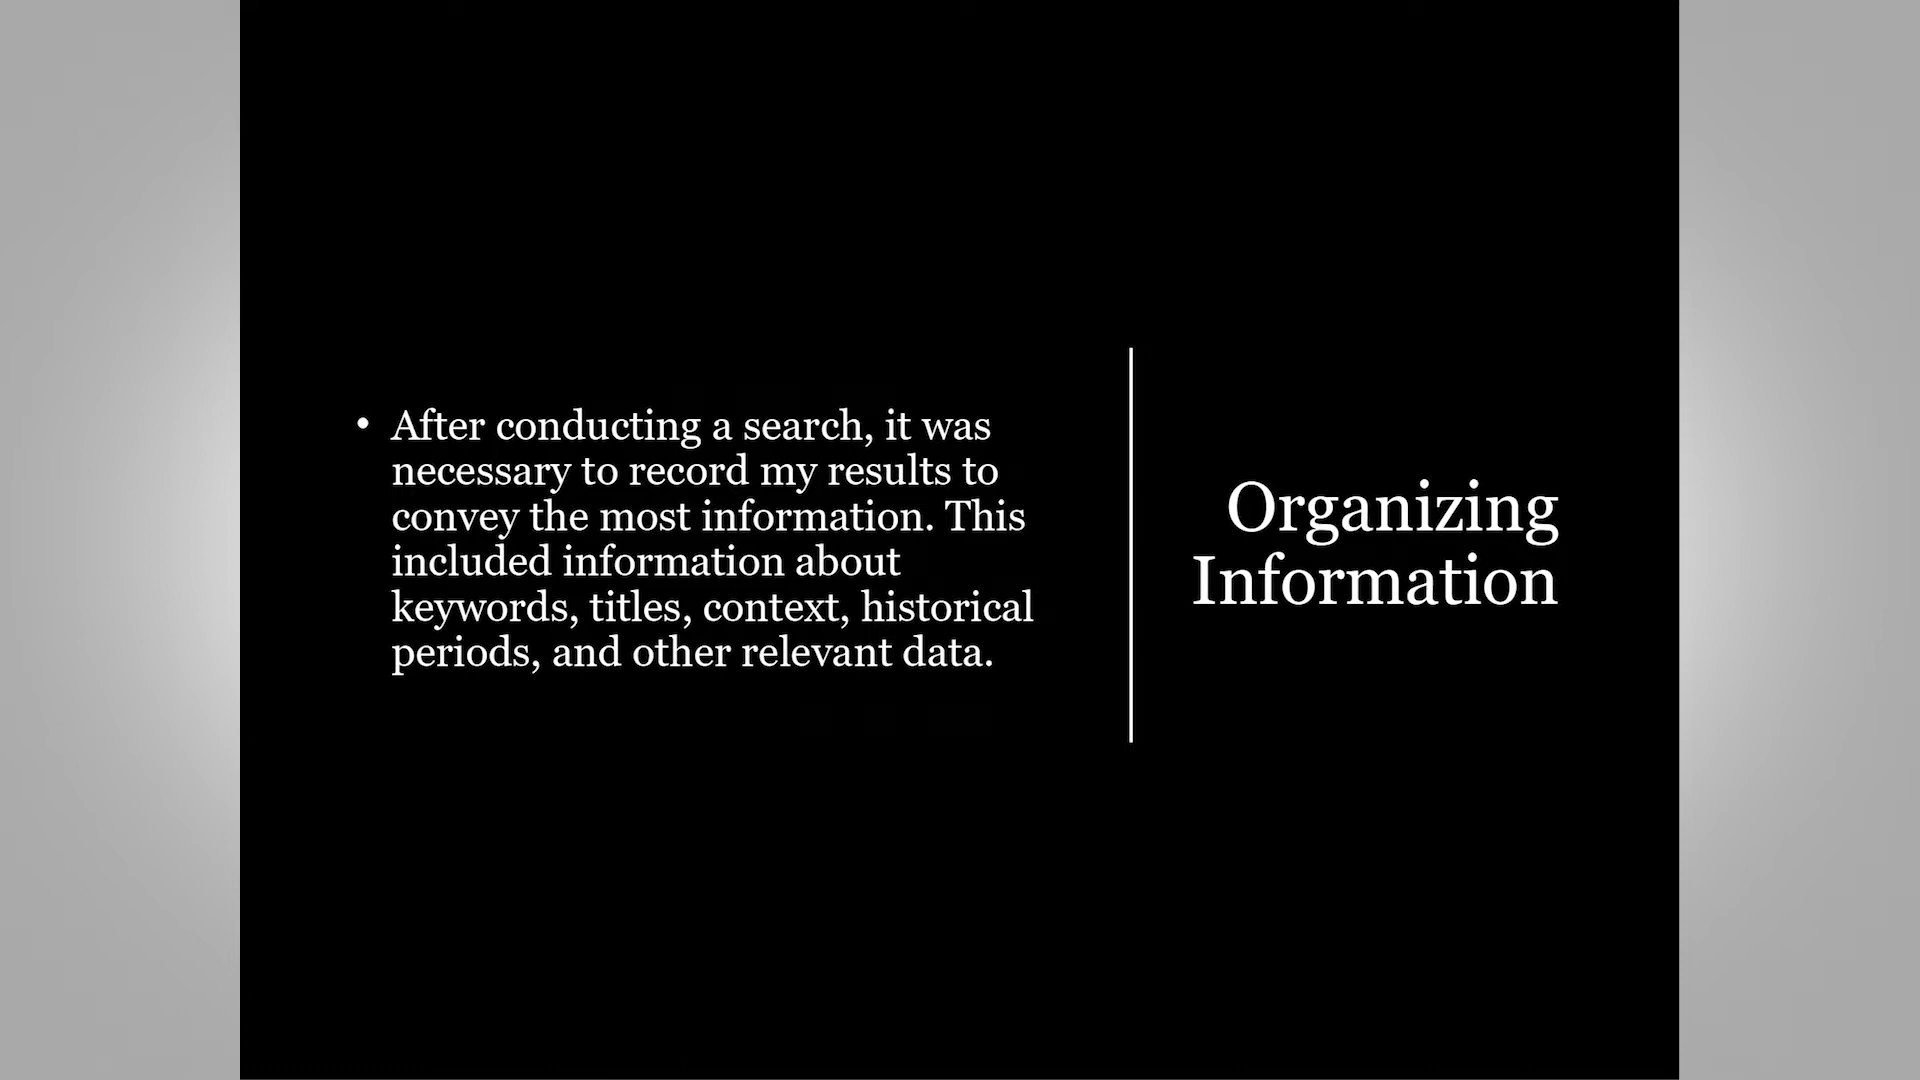 • After conducting a search, it was
necessary to record my results to
convey the most information. This
included information about
keywords, titles, context, historical
periods, and other relevant data.
Organizing
Information